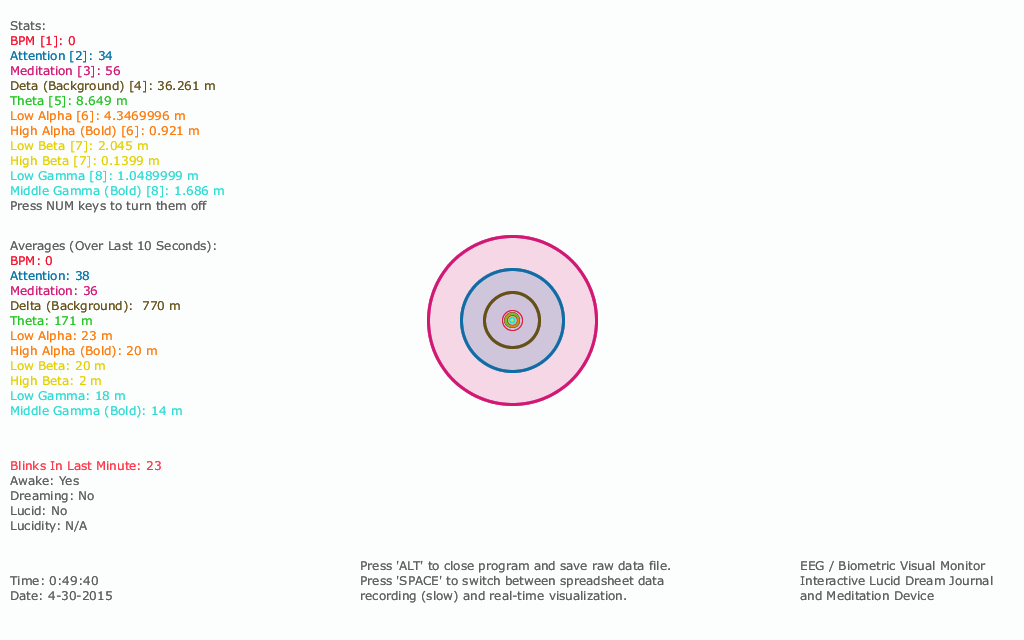 Stats:
BPM [1]: 0
Attention [2]: 34
Meditation [3]: 56
Deta (Background) [4]: 36.261 m
Theta [5]: 8.649 m
Low Alpha [6]: 4.3469996 m
High Alpha (Bold) [6]: 0.921 m
Low Beta [7]: 2.045 m
High Beta [7]: 0.1399 m
Low Gamma [8]: 1.0489999 m
Middle Gamma (Bold) [8]: 1.686 m
Press NUM keys to turn them off
Averages (Over Last 10 Seconds):
BPM: 0
Attention: 38
Meditation: 36
Delta (Background):  770 m
Theta: 171 m
Low Alpha: 23 m
High Alpha (Bold): 20 m
Low Beta: 20 m
High Beta: 2 m
Low Gamma: 18 m
Middle Gamma (Bold): 14 m
Blinks In Last Minute: 23
Awake: Yes
Dreaming: No
Lucid: No
Lucidity: N/A
Time: 0:49:40
Date: 4-30-2015
Press 'ALT' to close program and save raw data file.
Press 'SPACE' to switch between spreadsheet data
recording (slow) and real-time visualization.
EEG / Biometric Visual Monitor
Interactive Lucid Dream Journal
and Meditation Device